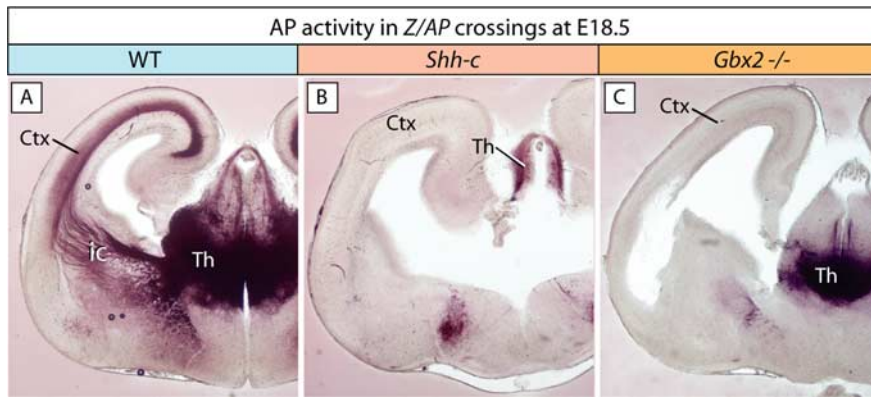 AP activity in Z/AP crossings at E18.5
WT
Shh-c
Gbx2 -/-
A
Ctx
ic
Th
B
Ctx
Th
C
Ctx
Th